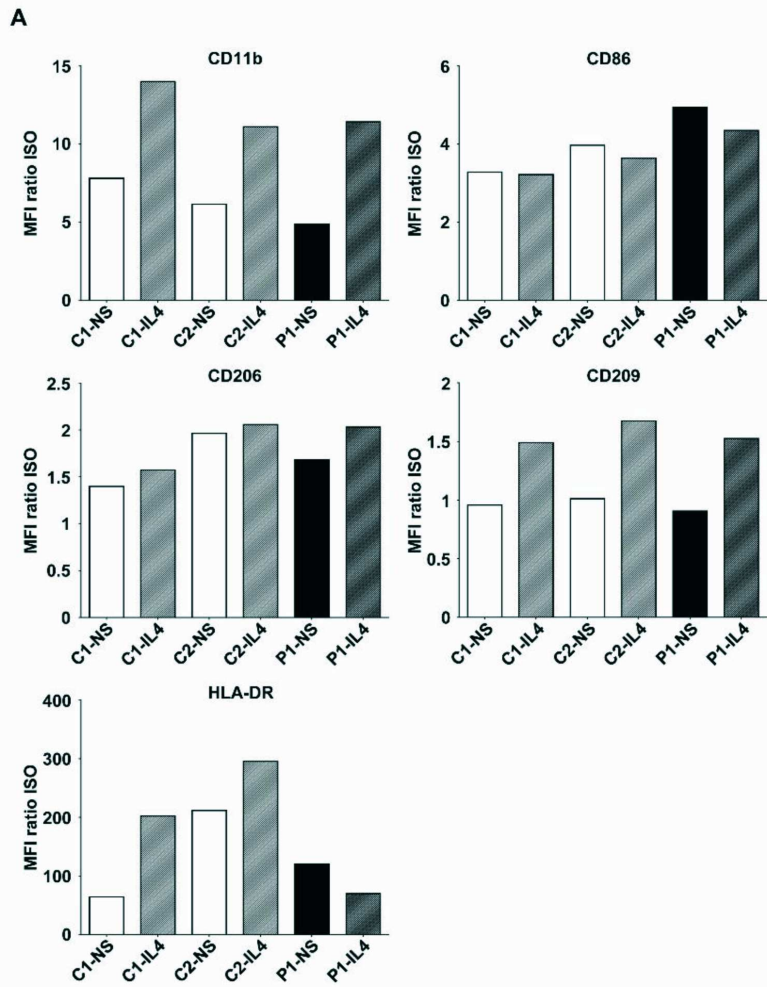 A
CD11b
MFI ratio ISO
15
10
5
0
C1-NS
C1-IL4
C2-NS
C2-IL4
P1-NS
P1-IL4
CD86
MFI ratio ISO
6
4
2
0
C1-NS
C1-IL4
C2-NS
C2-IL4
P1-NS
P1-IL4
CD206
MFI ratio ISO
2.5
2
1.5
1
0.5
0
C1-NS
C1-IL4
C2-NS
C2-IL4
P1-NS
P1-IL4
CD209
MFI ratio ISO
2
1.5
1
0.5
0
C1-NS
C1-IL4
C2-NS
C2-IL4
P1-NS
P1-IL4
HLA-DR
MFI ratio ISO
400
300
200
100
0
C1-NS
C1-IL4
C2-NS
C2-IL4
P1-NS
P1-IL4